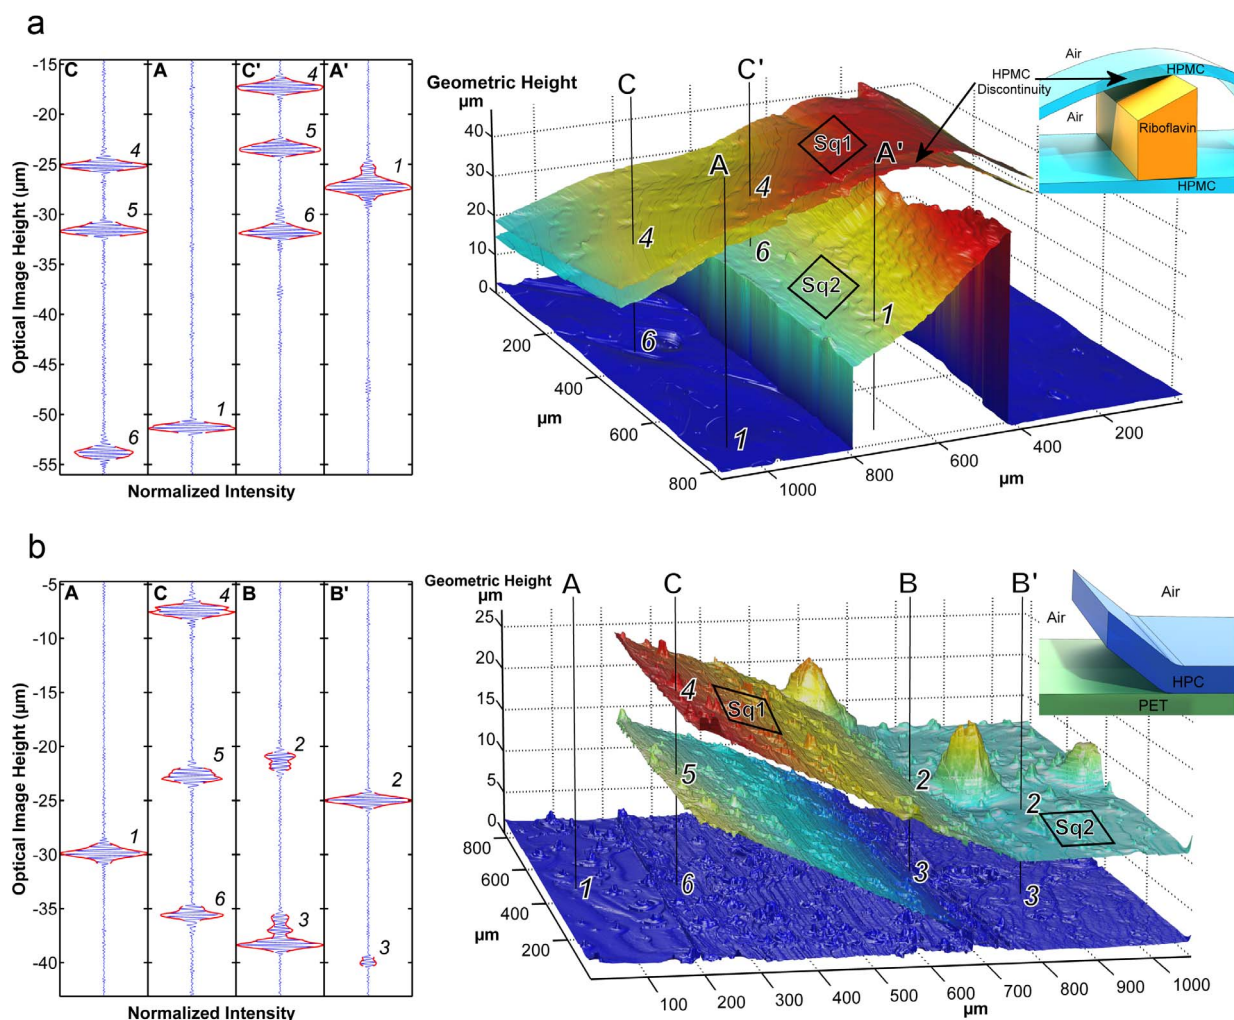 a
C
A
C'
A'
-15
-20
-25
-30
-35
-40
-45
-50
-55
Optical Image Height (µm)
4
5
6
1
4
5
6
1
Normalized Intensity
Geometric Height
µm
40
30
20
10
0
C
C'
A
A'
HPMC
Discontinuity
Sq1
Sq2
4
4
6
6
1
1
200
400
600
800
µm
1000
800
600
400
200
µm
Air
HPMC
Air
Riboflavin
HPMC
b
A
C
B
B'
-5
-10
-15
-20
-25
-30
-35
-40
Optical Image Height (µm)
1
4
5
6
2
3
2
3
Normalized Intensity
Geometric Height
µm
25
20
15
10
5
0
A
C
B
B'
4
Sq1
5
2
2
Sq2
1
6
3
3
800
600
400
200
µm
100
200
300
400
500
600
700
800
900
1000
µm
Air
Air
HPC
PET